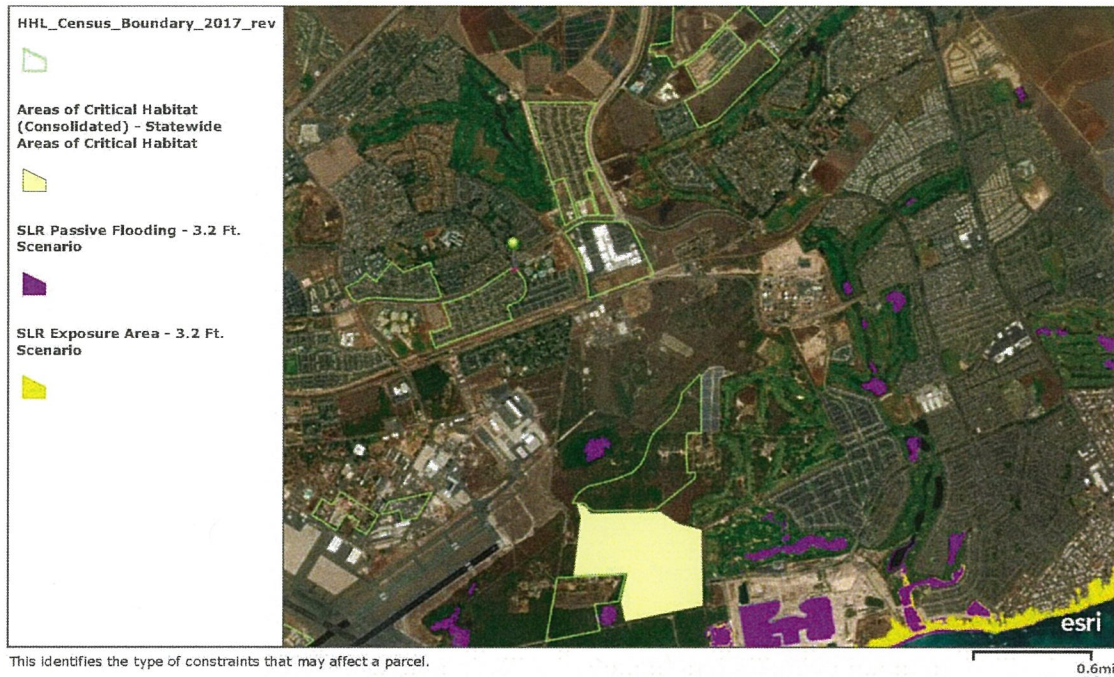 HHL_Census_Boundary_2017_rev
Areas of Critical Habitat
(Consolidated) - Statewide
Areas of Critical Habitat
SLR Passive Flooding - 3.2 Ft.
Scenario
SLR Exposure Area - 3.2 Ft.
Scenario
esri
This identifies the type of constraints that may affect a parcel.
0.6mi